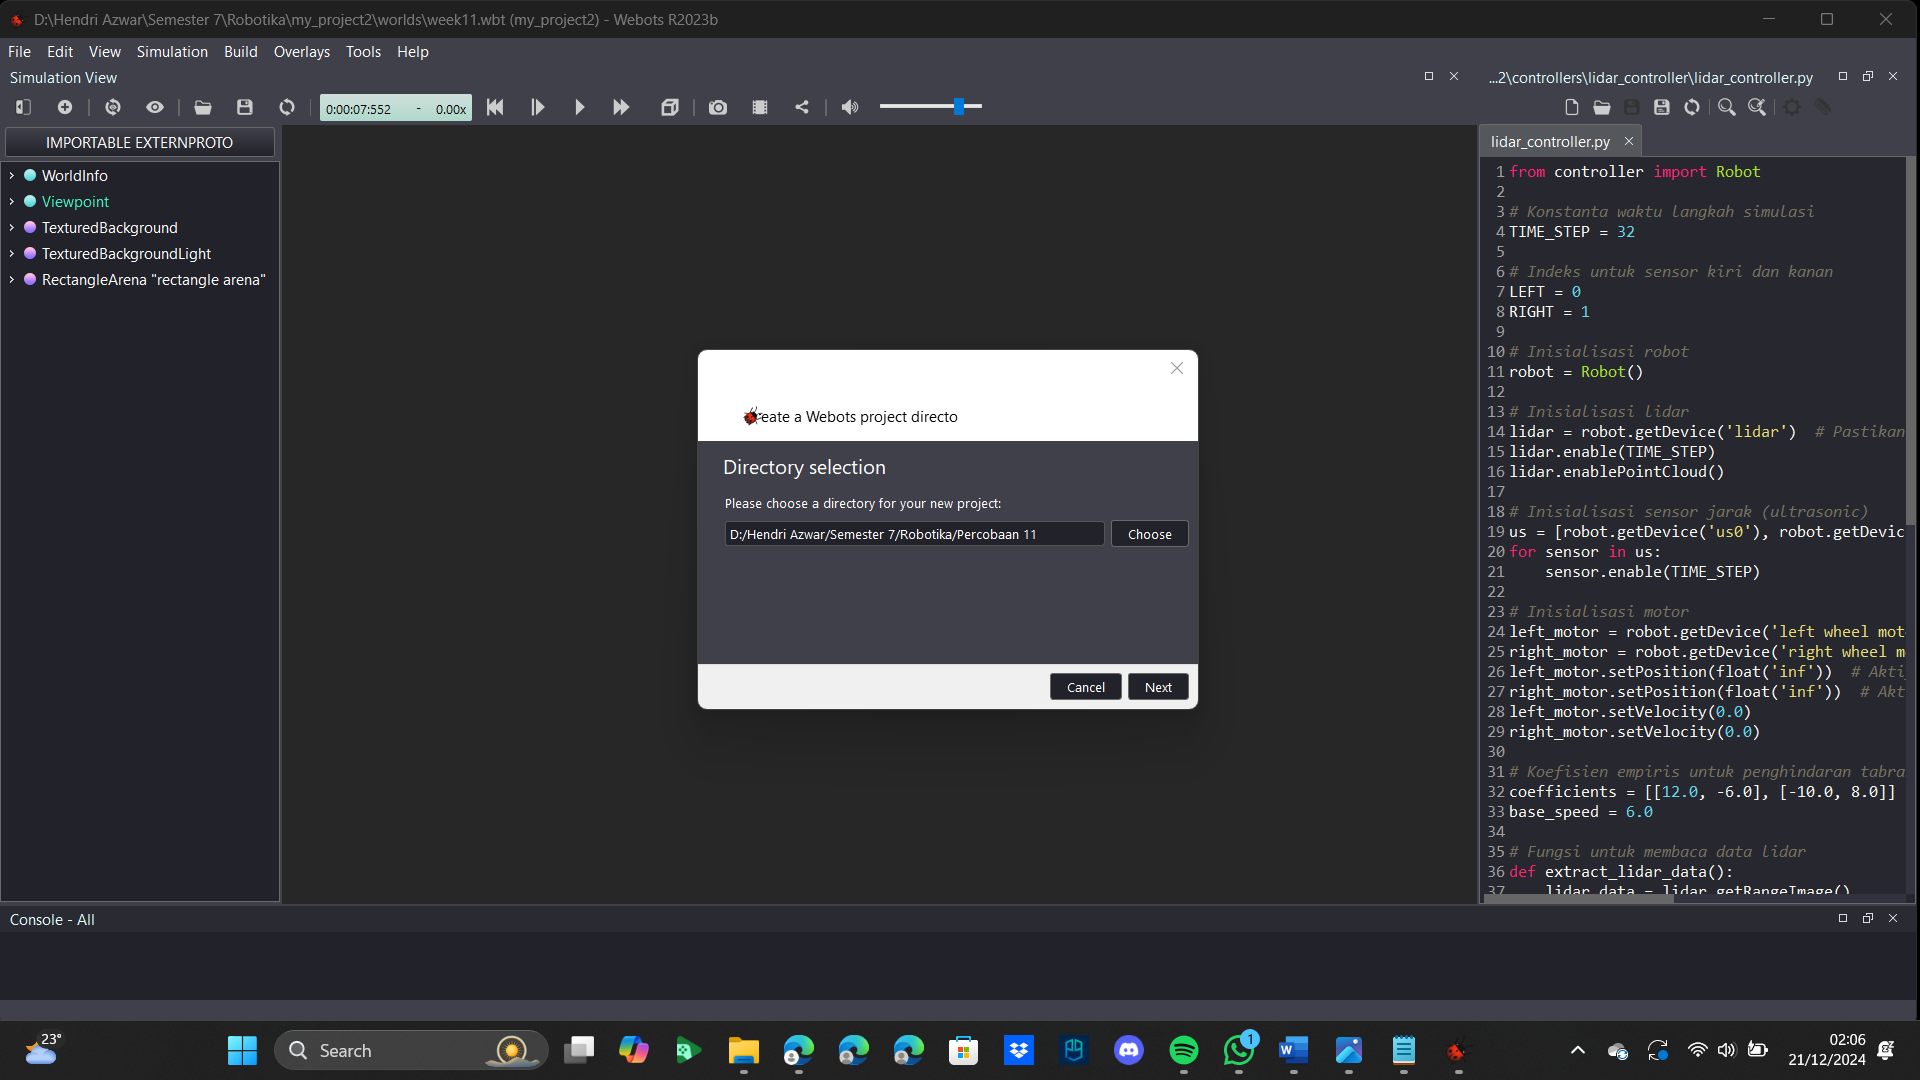 D:\Hendri Azwar\Semester 7\Robotika\my_project2\worlds\week11.wbt (my_project2) - Webots R2023b
File Edit View Simulation Build Overlays Tools Help
Simulation View
...2\controllers\lidar_controller\lidar_controller.py
0:00:07:552 - 0.00x
IMPORTABLE EXTERNPROTO
WorldInfo
Viewpoint
TexturedBackground
TexturedBackgroundLight
RectangleArena "rectangle arena"
eate a Webots project directo
Directory selection
Please choose a directory for your new project:
D:/Hendri Azwar/Semester 7/Robotika/Percobaan 11
Choose
Cancel Next
lidar_controller.py
1 from controller import Robot
2
3 # Konstanta waktu langkah simulasi
4 TIME_STEP = 32
5
6 # Indeks untuk sensor kiri dan kanan
7 LEFT = 0
8 RIGHT = 1
9
10 # Inisialisasi robot
11 robot = Robot()
12
13 # Inisialisasi lidar
14 lidar = robot.getDevice('lidar') # Pastikan
15 lidar.enable(TIME_STEP)
16 lidar.enablePointCloud()
17
18 # Inisialisasi sensor jarak (ultrasonic)
19 us = [robot.getDevice('us0'), robot.getDevic
20 for sensor in us:
21 sensor.enable(TIME_STEP)
22
23 # Inisialisasi motor
24 left_motor = robot.getDevice('left wheel mot
25 right_motor = robot.getDevice('right wheel m
26 left_motor.setPosition(float('inf')) # Akti
27 right_motor.setPosition(float('inf')) # Akt
28 left_motor.setVelocity(0.0)
29 right_motor.setVelocity(0.0)
30
31 # Koefisien empiris untuk penghindaran tabra
32 coefficients = [[12.0, -6.0], [-10.0, 8.0]]
33 base_speed = 6.0
34
35 # Fungsi untuk membaca data lidar
36 def extract_lidar_data():
37 lidar_data = lidar.getRangeImage()
Console - All
23°
Search
1
02:06
21/12/2024